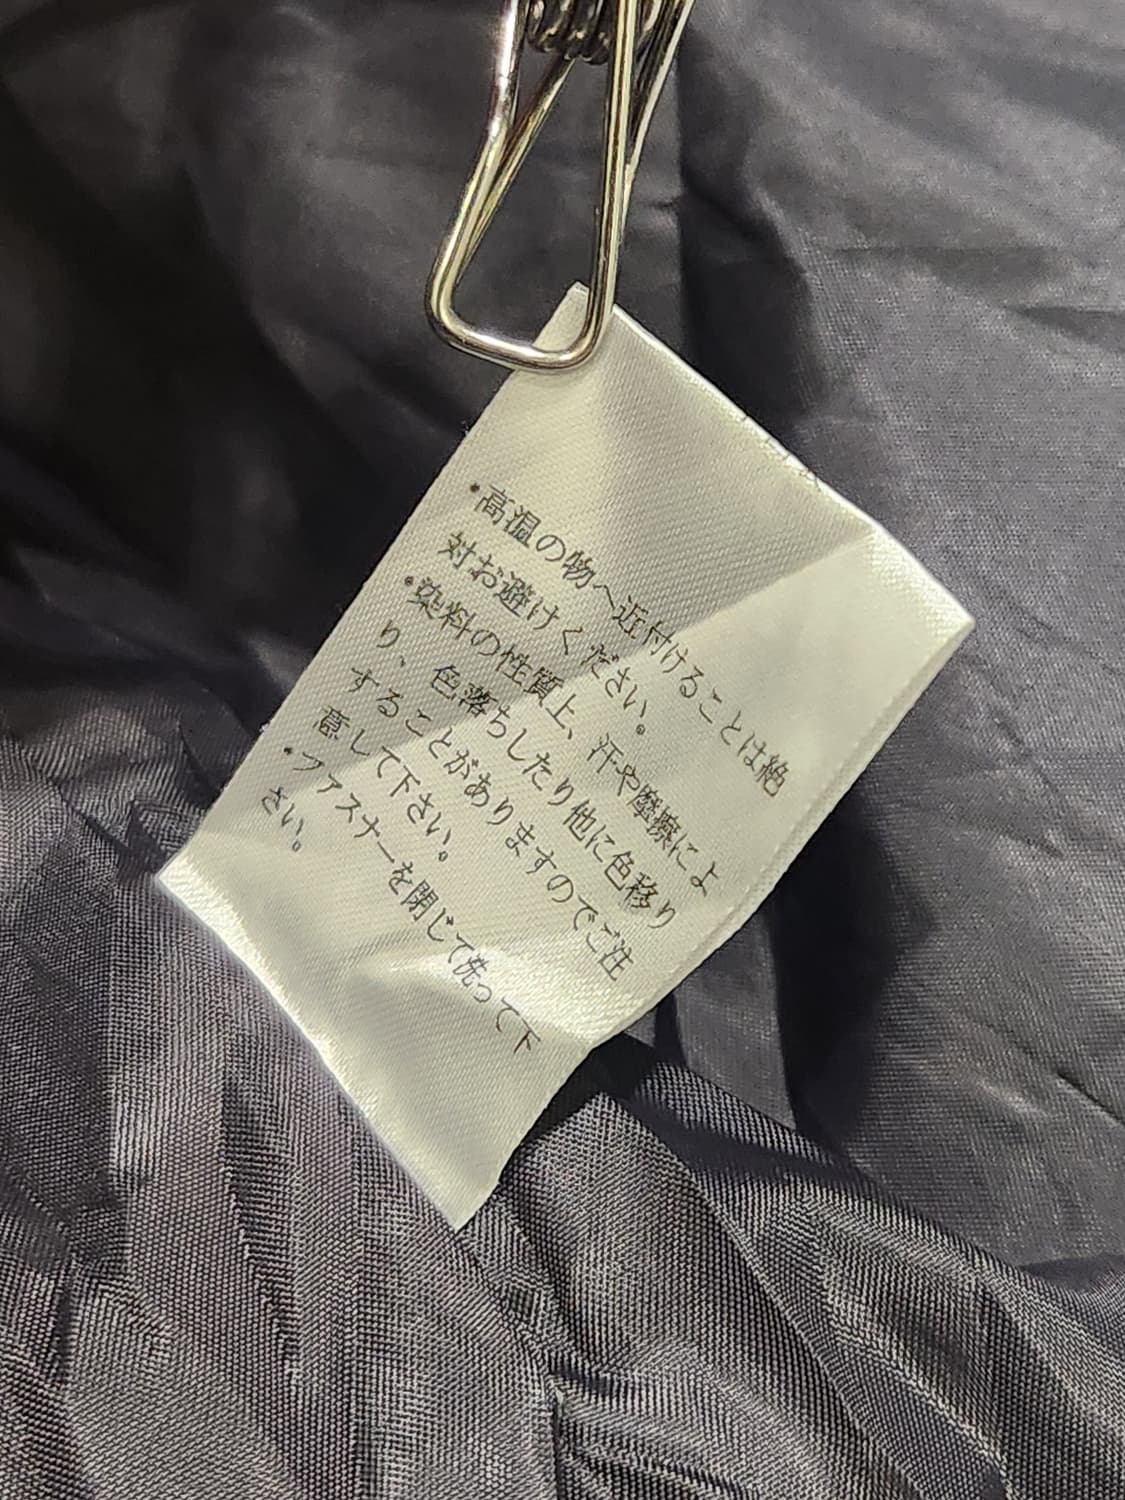 •高温の物へ近付けることは絶
対お避けください。
•染料の性質上、汗や摩擦によ
り、色落ちしたり他に色移り
することがありますのでご注
意して下さい。
•ファスナーを閉じて洗って下
さい。